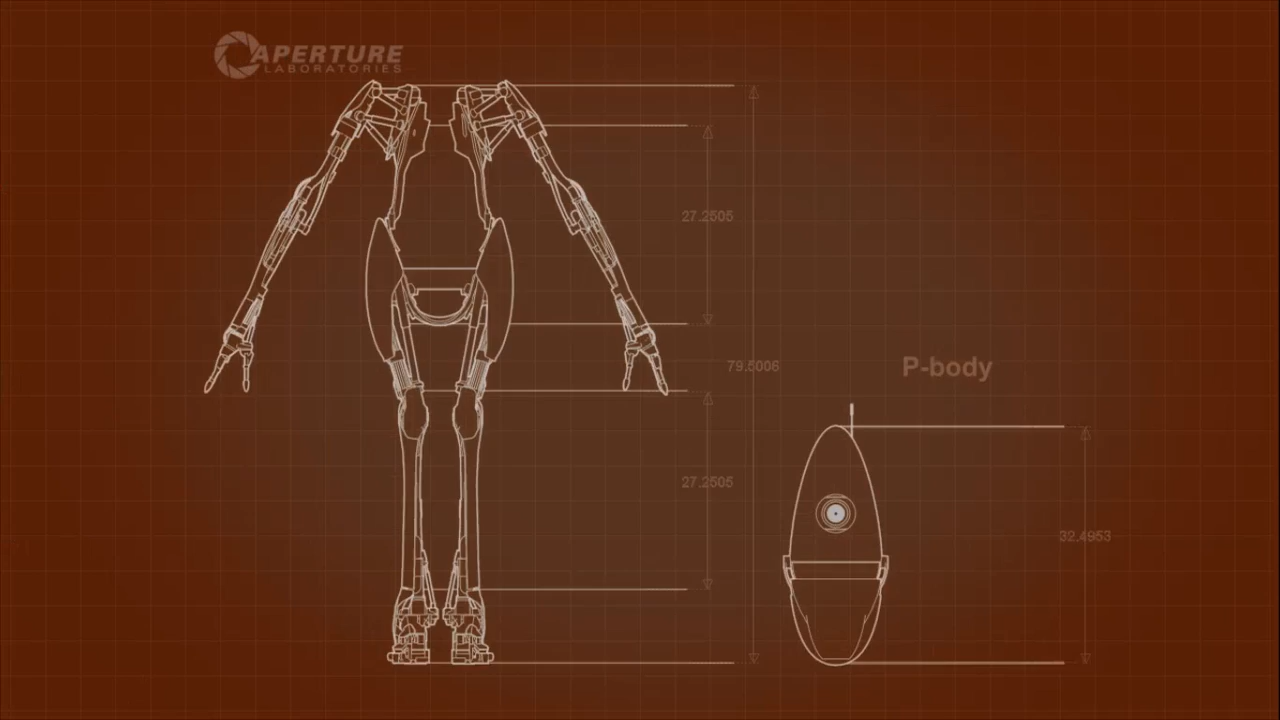 APERTURE
LABORATORIES
27.2505
79.5006
P-body
27.2505
32.4953